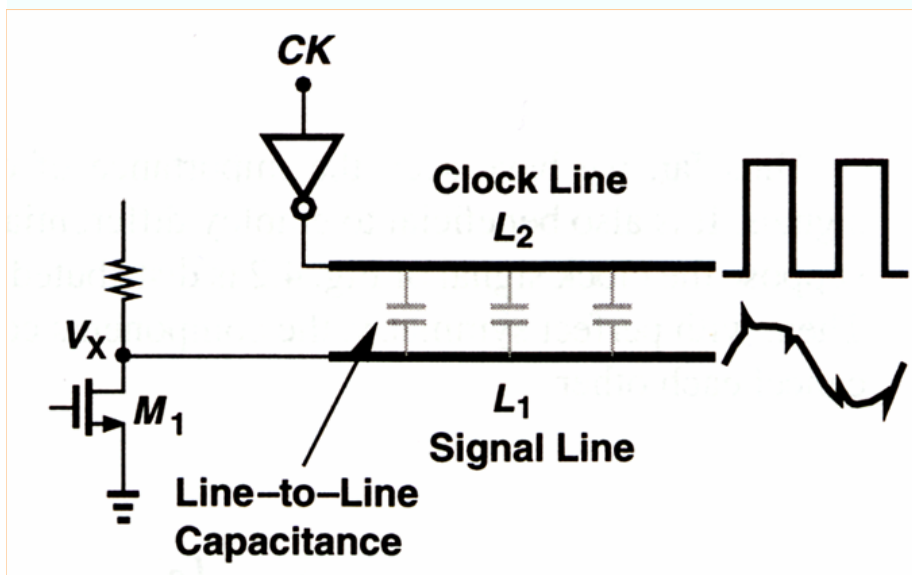 CK
Clock Line
L2
VX
M1
L1
Signal Line
Line-to-Line
Capacitance